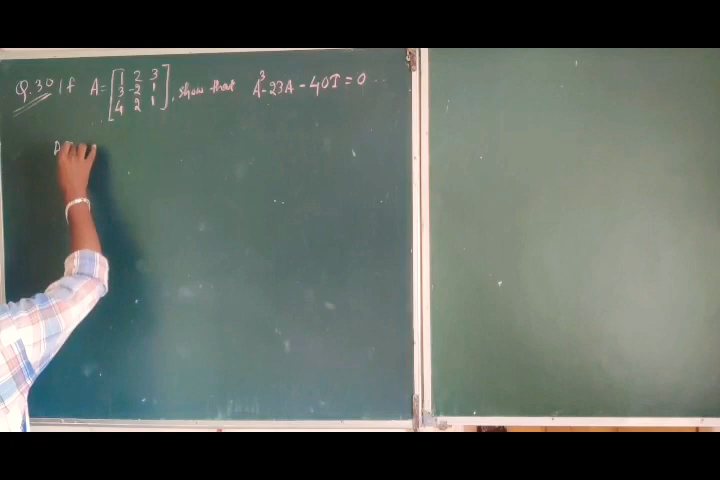 Q.30 If A = [1 2 3 , show that A³-23A-40I = 0
3 -2 1
4 2 1]
A